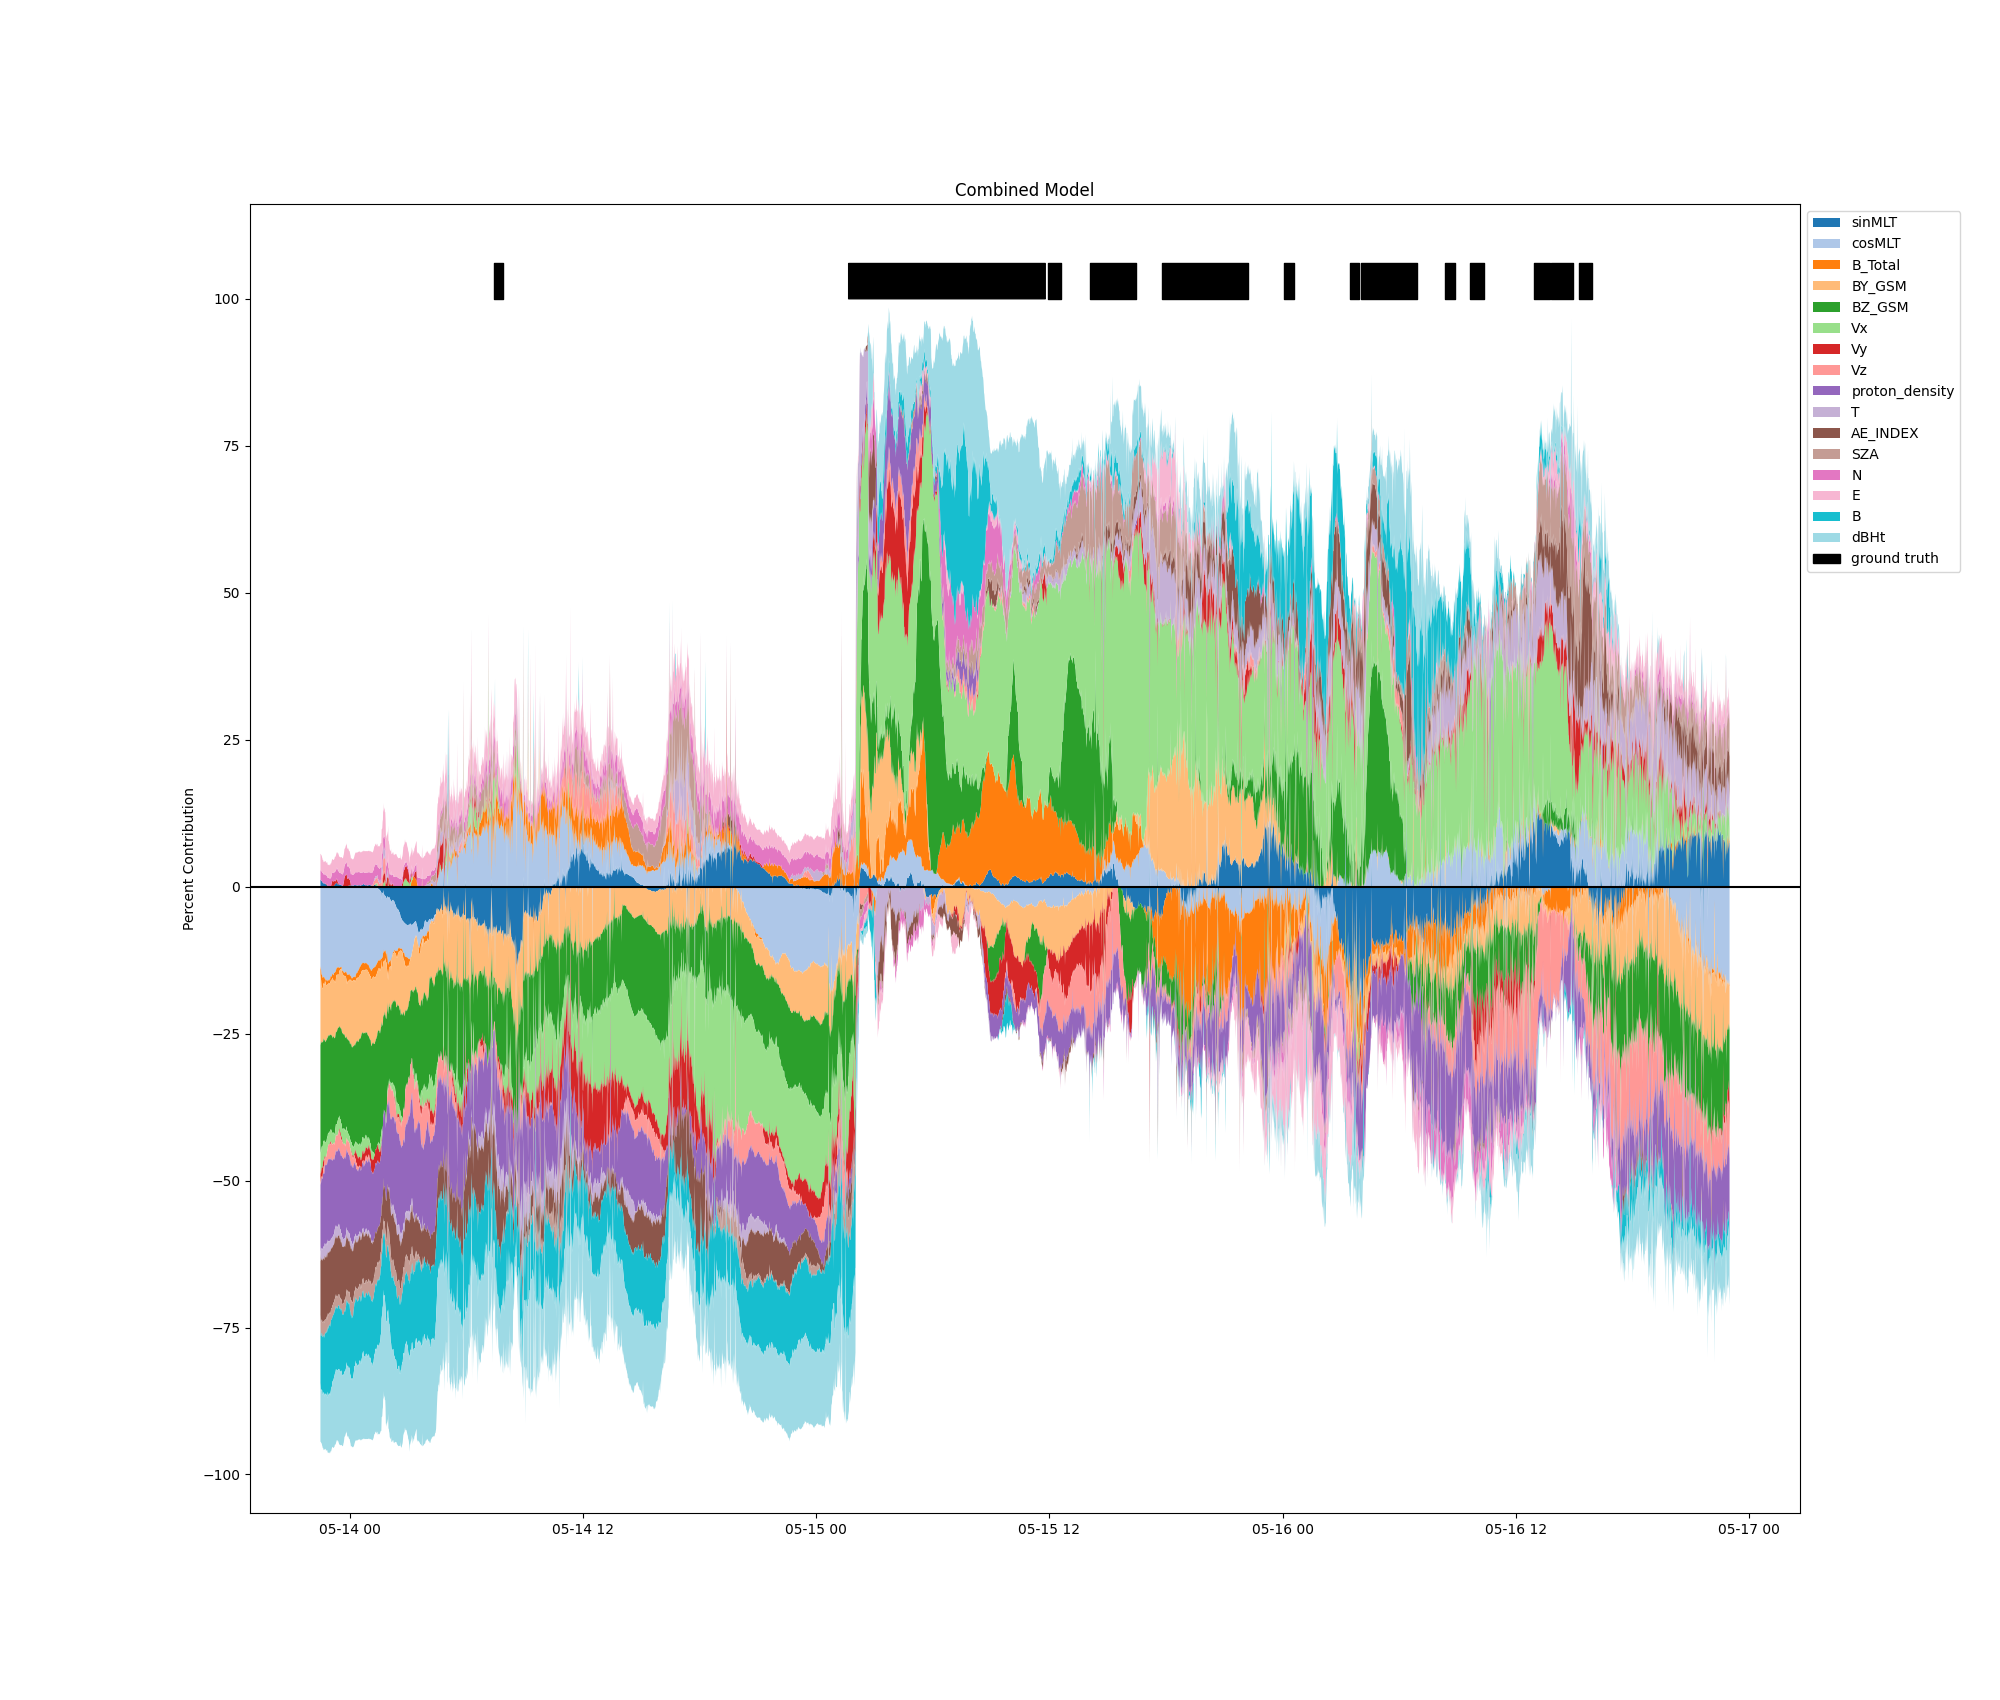 Combined Model
Percent Contribution
100
75
50
25
0
−25
−50
−75
−100
05-14 00
05-14 12
05-15 00
05-15 12
05-16 00
05-16 12
05-17 00
sinMLT
cosMLT
B_Total
BY_GSM
BZ_GSM
Vx
Vy
Vz
proton_density
T
AE_INDEX
SZA
N
E
B
dBHt
ground truth